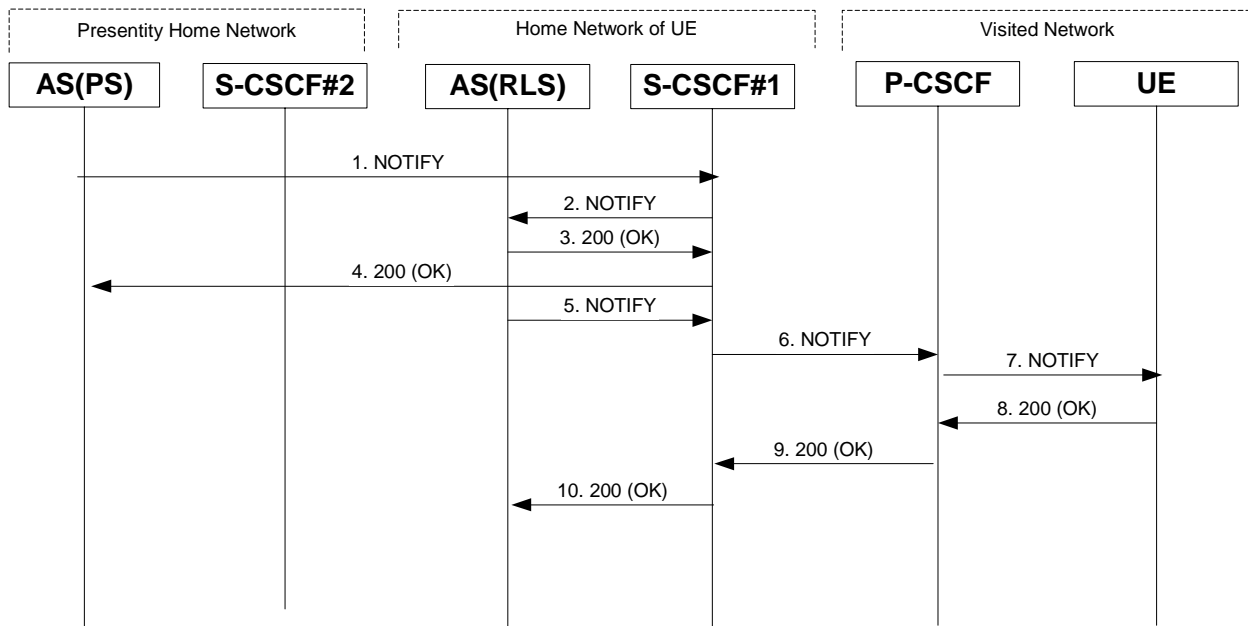 Presentity Home Network
Home Network of UE
Visited Network
AS(PS)
S-CSCF#2
AS(RLS)
S-CSCF#1
P-CSCF
UE
1. NOTIFY
2. NOTIFY
3. 200 (OK)
4. 200 (OK)
5. NOTIFY
6. NOTIFY
7. NOTIFY
8. 200 (OK)
9. 200 (OK)
10. 200 (OK)